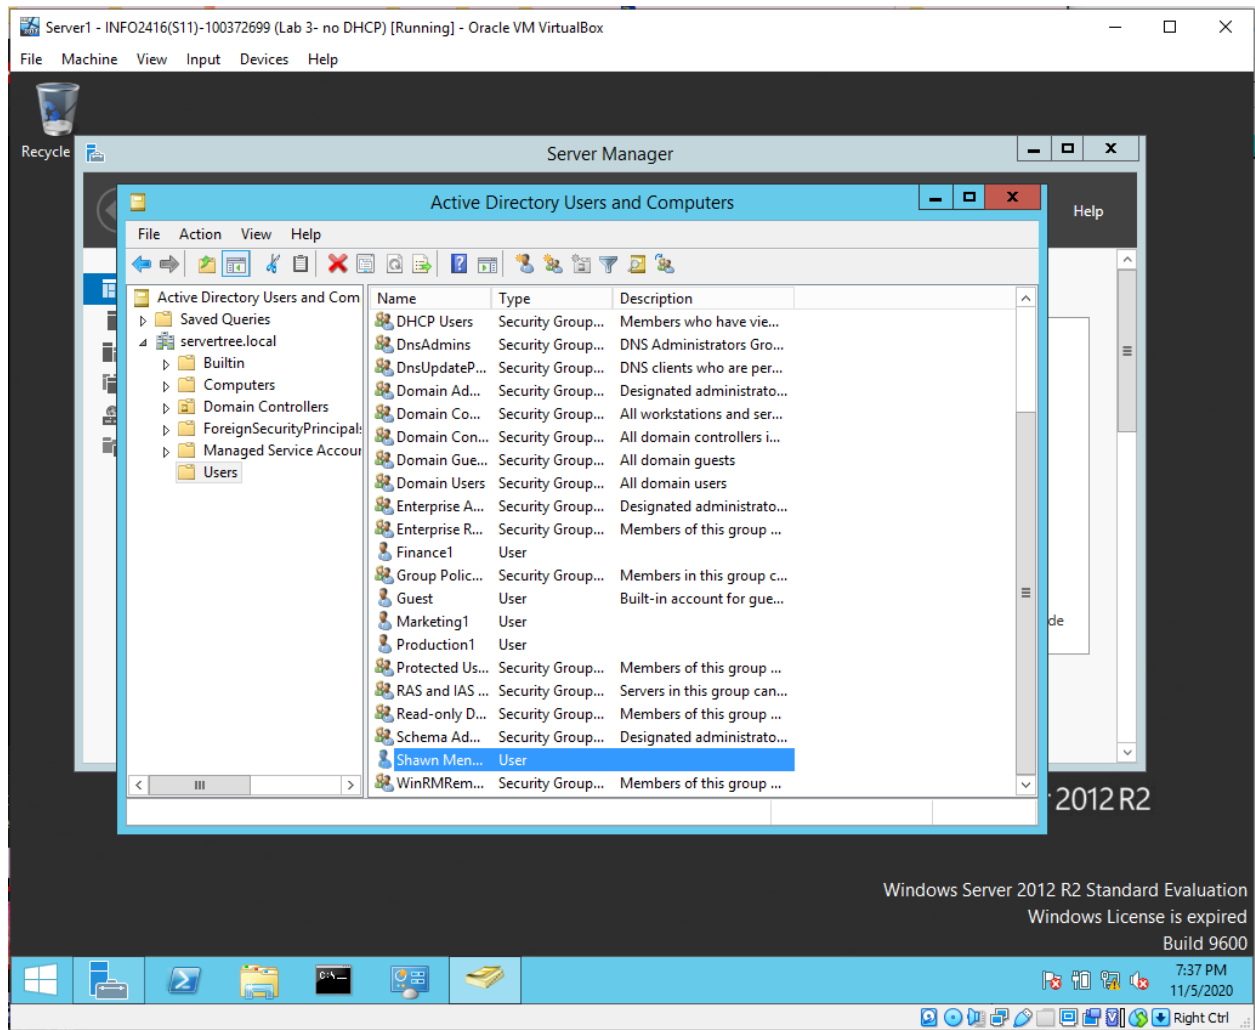 Server1 - INFO2416(S11)-100372699 (Lab 3- no DHCP) [Running] - Oracle VM VirtualBox
File Machine View Input Devices Help
Recycle
Server Manager
Help
Active Directory Users and Computers
File Action View Help
Active Directory Users and Com
Saved Queries
servertree.local
Builtin
Computers
Domain Controllers
ForeignSecurityPrincipal
Managed Service Accour
Users
Name Type Description
DHCP Users Security Group... Members who have vie...
DnsAdmins Security Group... DNS Administrators Gro...
DnsUpdateP... Security Group... DNS clients who are per...
Domain Ad... Security Group... Designated administrato...
Domain Co... Security Group... All workstations and ser...
Domain Con... Security Group... All domain controllers i...
Domain Gue... Security Group... All domain guests
Domain Users Security Group... All domain users
Enterprise A... Security Group... Designated administrato...
Enterprise R... Security Group... Members of this group ...
Finance1 User
Group Polic... Security Group... Members in this group c...
Guest User Built-in account for gue...
Marketing1 User
Production1 User
Protected Us... Security Group... Members of this group ...
RAS and IAS ... Security Group... Servers in this group can...
Read-only D... Security Group... Members of this group ...
Schema Ad... Security Group... Designated administrato...
Shawn Men... User
WinRMRem... Security Group... Members of this group ...
de
2012 R2
Windows Server 2012 R2 Standard Evaluation
Windows License is expired
Build 9600
C:\_
7:37 PM
11/5/2020
Right Ctrl